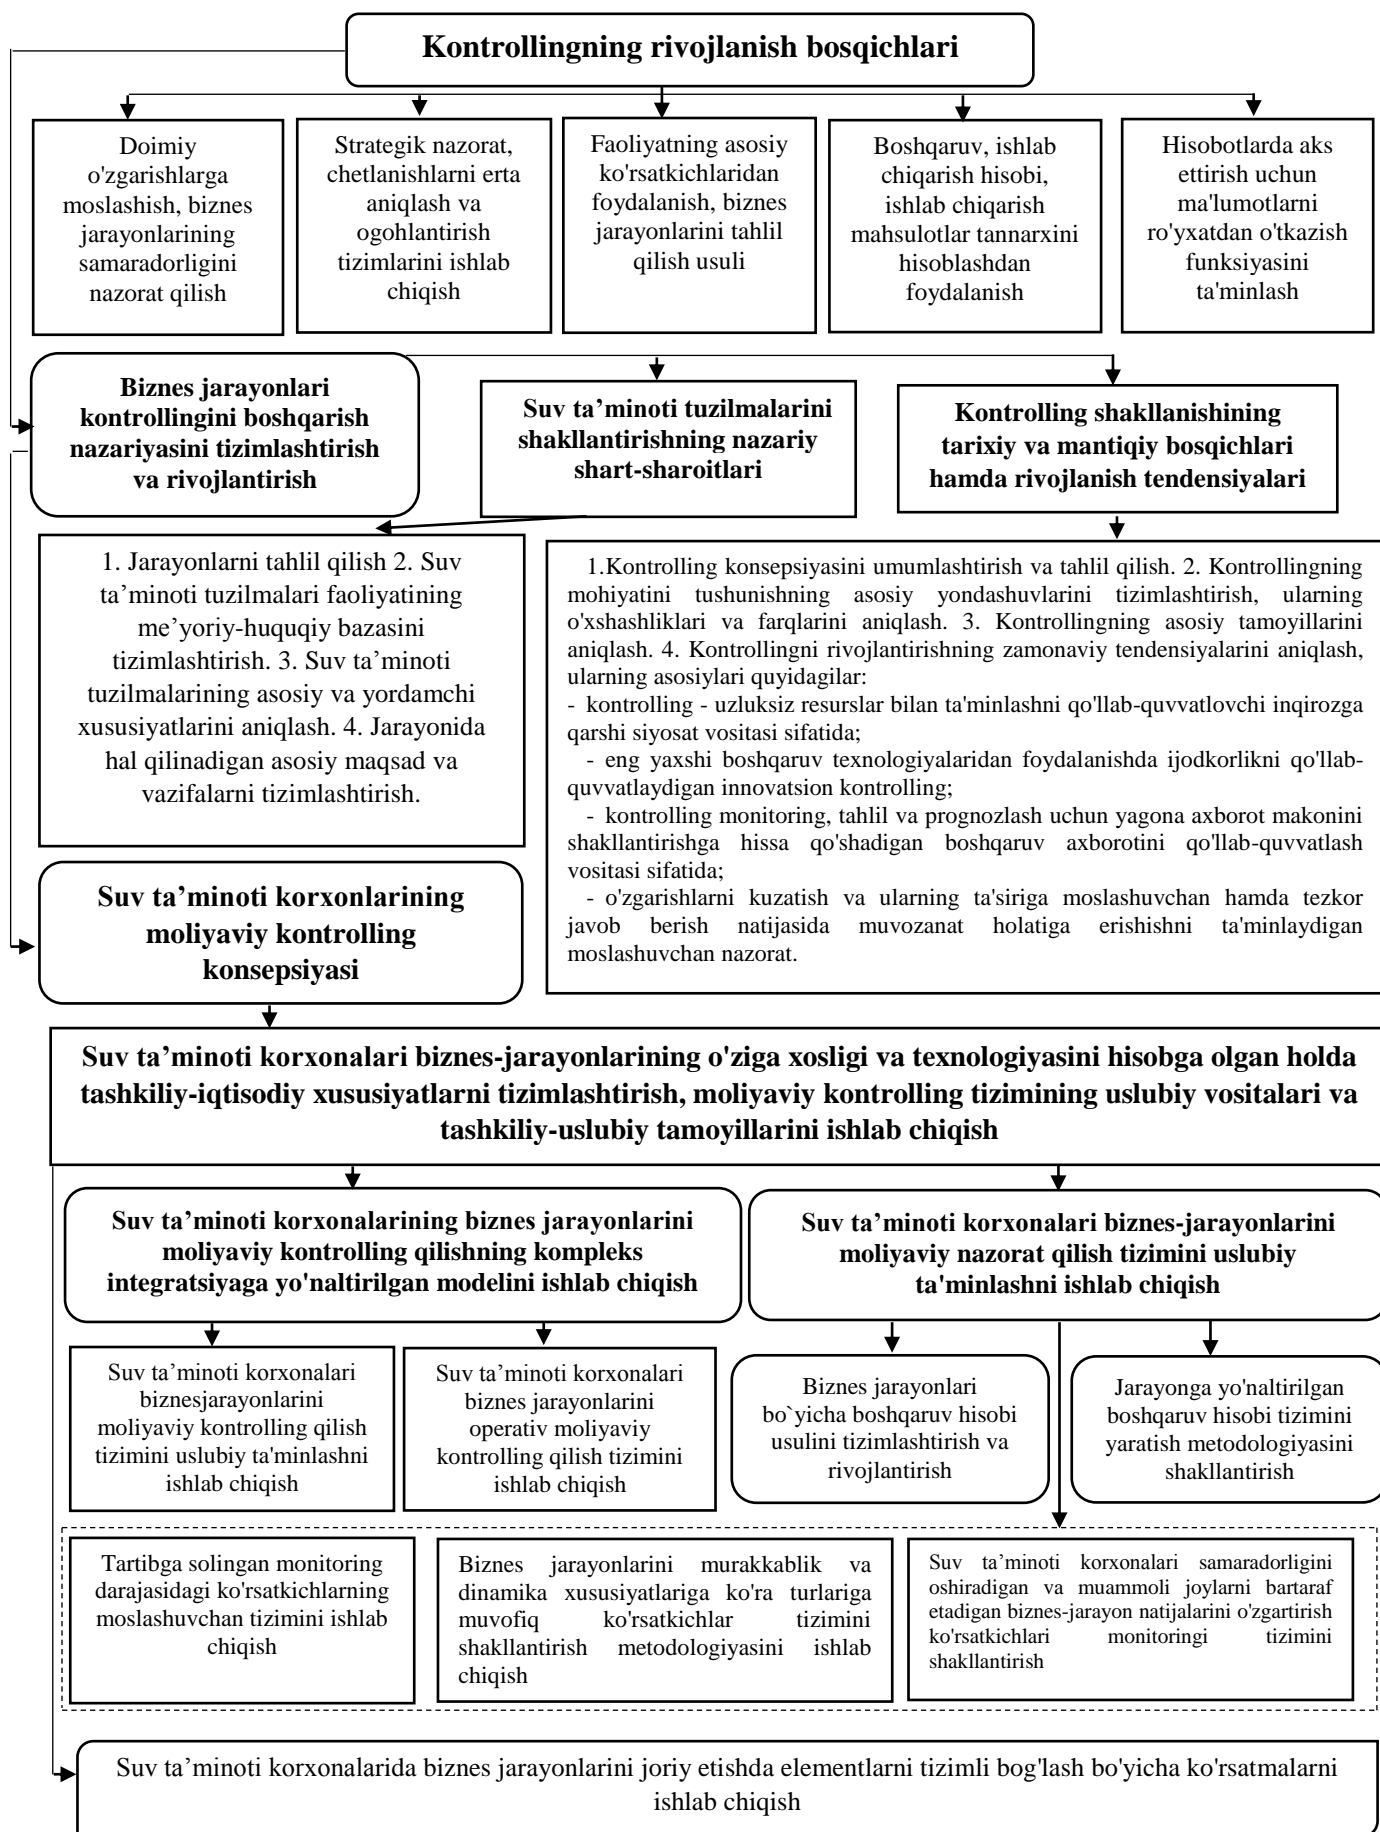 Kontrollingning rivojlanish bosqichlari
Doimiy
o'zgarishlarga
moslashish, biznes
jarayonlarining
samaradorligini
nazorat qilish
Strategik nazorat,
chetlanishlarni erta
aniqlash va
ogohlantirish
tizimlarini ishlab
chiqish
Faoliyatning asosiy
ko'rsatkichlaridan
foydalanish, biznes
jarayonlarini tahlil
qilish usuli
Boshqaruv, ishlab
chiqarish hisobi,
ishlab chiqarish
mahsulotlar tannarxini
hisoblashdan
foydalanish
Hisobotlarda aks
ettirish uchun
ma'lumotlarni
ro'yxatdan o'tkazish
funksiyasini
ta'minlash
Biznes jarayonlari
kontrollingini boshqarish
nazariyasini tizimlashtirish
va rivojlantirish
Suv ta’minoti tuzilmalarini
shakllantirishning nazariy
shart-sharoitlari
Kontrolling shakllanishining
tarixiy va mantiqiy bosqichlari
hamda rivojlanish tendensiyalari
1. Jarayonlarni tahlil qilish 2. Suv
ta’minoti tuzilmalari faoliyatining
me’yoriy-huquqiy bazasini
tizimlashtirish. 3. Suv ta’minoti
tuzilmalarining asosiy va yordamchi
xususiyatlarini aniqlash. 4. Jarayonida
hal qilinadigan asosiy maqsad va
vazifalarni tizimlashtirish.
1.Kontrolling konsepsiyasini umumlashtirish va tahlil qilish. 2. Kontrollingning
mohiyatini tushunishning asosiy yondashuvlarini tizimlashtirish, ularning
o'xshashliklari va farqlarini aniqlash. 3. Kontrollingning asosiy tamoyillarini
aniqlash. 4. Kontrollingni rivojlantirishning zamonaviy tendensiyalarini aniqlash,
ularning asosiylari quyidagilar:
- kontrolling - uzluksiz resurslar bilan ta'minlashni qo'llab-quvvatlovchi inqirozga
qarshi siyosat vositasi sifatida;
- eng yaxshi boshqaruv texnologiyalaridan foydalanishda ijodkorlikni qo'llab-
quvvatlaydigan innovatsion kontrolling;
- kontrolling monitoring, tahlil va prognozlash uchun yagona axborot makonini
shakllantirishga hissa qo'shadigan boshqaruv axborotini qo'llab-quvvatlash
vositasi sifatida;
- o'zgarishlarni kuzatish va ularning ta'siriga moslashuvchan hamda tezkor
javob berish natijasida muvozanat holatiga erishishni ta'minlaydigan
moslashuvchan nazorat.
Suv ta’minoti korxonlarining
moliyaviy kontrolling
konsepsiyasi
Suv ta’minoti korxonalari biznes-jarayonlarining o'ziga xosligi va texnologiyasini hisobga olgan holda
tashkiliy-iqtisodiy xususiyatlarni tizimlashtirish, moliyaviy kontrolling tizimining uslubiy vositalari va
tashkiliy-uslubiy tamoyillarini ishlab chiqish
Suv ta’minoti korxonalarining biznes jarayonlarini
moliyaviy kontrolling qilishning kompleks
integratsiyaga yo'naltirilgan modelini ishlab chiqish
Suv ta’minoti korxonalari biznes-jarayonlarini
moliyaviy nazorat qilish tizimini uslubiy
ta'minlashni ishlab chiqish
Suv ta’minoti korxonalari
biznesjarayonlarini
moliyaviy kontrolling qilish
tizimini uslubiy ta'minlashni
ishlab chiqish
Suv ta’minoti korxonalari
biznes jarayonlarini
operativ moliyaviy
kontrolling qilish tizimini
ishlab chiqish
Biznes jarayonlari
bo`yicha boshqaruv hisobi
usulini tizimlashtirish va
rivojlantirish
Jarayonga yo'naltirilgan
boshqaruv hisobi tizimini
yaratish metodologiyasini
shakllantirish
Tartibga solingan monitoring
darajasidagi ko'rsatkichlarning
moslashuvchan tizimini ishlab
chiqish
Biznes jarayonlarini murakkablik va
dinamika xususiyatlariga ko'ra turlariga
muvofiq ko'rsatkichlar tizimini
shakllantirish metodologiyasini ishlab
chiqish
Suv ta’minoti korxonalari samaradorligini
oshiradigan va muammoli joylarni bartaraf
etadigan biznes-jarayon natijalarini o'zgartirish
ko'rsatkichlari monitoringi tizimini
shakllantirish
Suv ta’minoti korxonalarida biznes jarayonlarini joriy etishda elementlarni tizimli bog'lash bo'yicha ko'rsatmalarni
ishlab chiqish